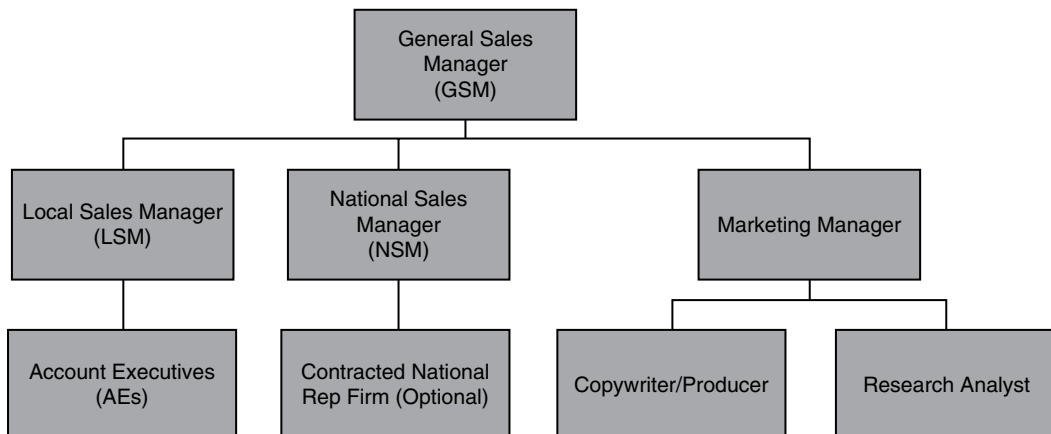 General Sales
Manager
(GSM)
Local Sales Manager
(LSM)
National Sales
Manager
(NSM)
Marketing Manager
Account Executives
(AEs)
Contracted National
Rep Firm (Optional)
Copywriter/Producer
Research Analyst